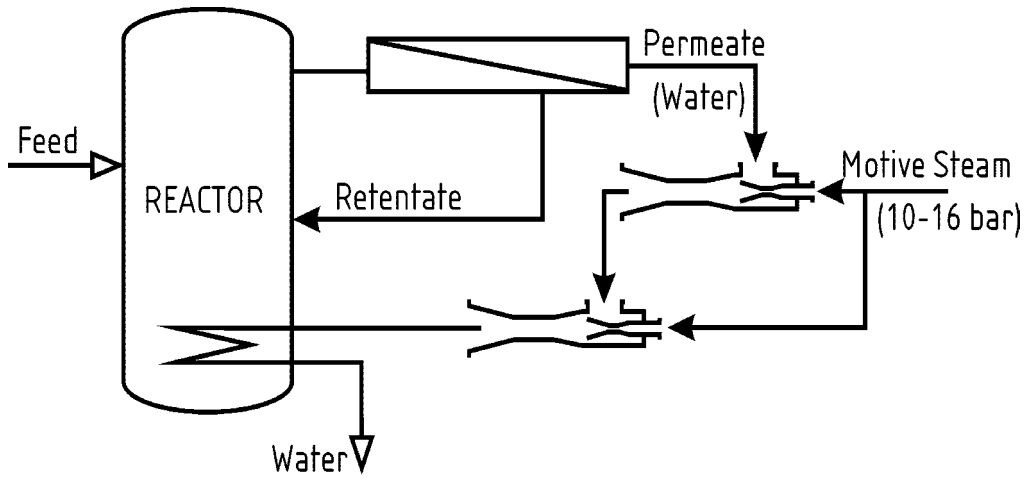 Permeate
(Water)
Feed
Motive Steam
(10-16 bar)
REACTOR
Retentate
Water